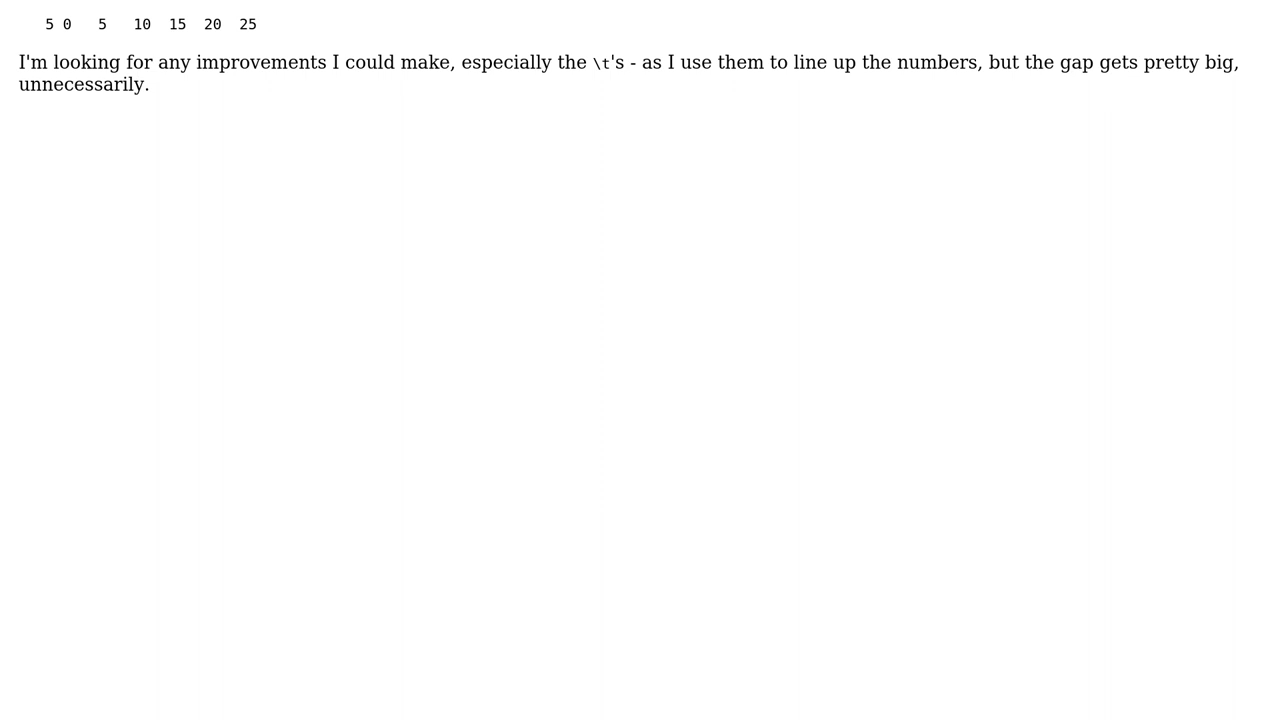 5 0   5   10  15  20  25
I'm looking for any improvements I could make, especially the \t's - as I use them to line up the numbers, but the gap gets pretty big,
unnecessarily.